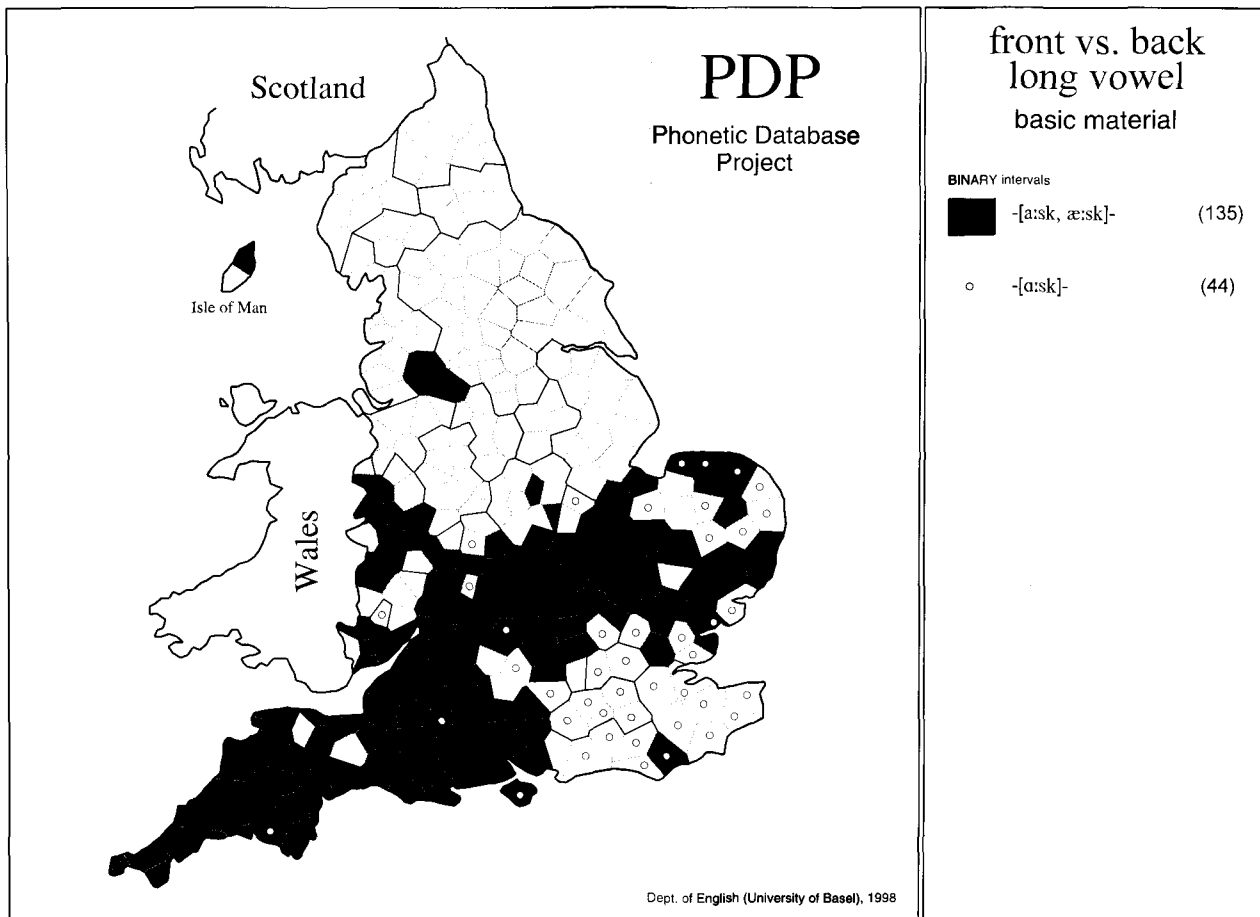 Scotland
PDP
Phonetic Database
Project
Isle of Man
Wales
Dept. of English (University of Basel), 1998
front vs. back
long vowel
basic material
BINARY intervals
-[a:sk, æ:sk]- (135)
-[ɑ:sk]- (44)